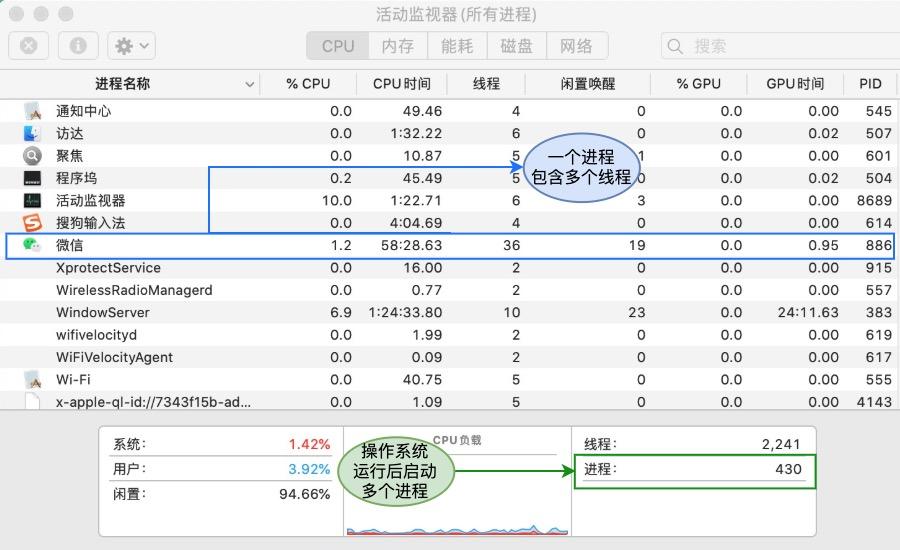 活动监视器 (所有进程)
CPU 内存 能耗 磁盘 网络 搜索
进程名称 % CPU CPU 时间 线程 闲置唤醒 % GPU GPU 时间 PID
通知中心 0.0 49.46 4 0 0.0 0.00 545
访达 0.0 1:32.22 6 0 0.0 0.02 507
聚焦 0.0 10.87 5 1 0.0 0.00 601
程序坞 0.2 45.49 5 0 0.0 0.02 504
活动监视器 10.0 1:22.71 6 3 0.0 0.00 8689
搜狗输入法 0.0 4:04.69 4 0 0.0 0.00 614
微信 1.2 58:28.63 36 19 0.0 0.95 886
XprotectService 0.0 16.00 2 0 0.0 0.00 915
WirelessRadioManagerd 0.0 0.77 2 0 0.0 0.00 557
WindowServer 6.9 1:24:33.80 10 23 0.0 24:11.63 383
wifivelocityd 0.0 1.99 2 0 0.0 0.00 619
WiFiVelocityAgent 0.0 0.09 2 0 0.0 0.00 617
Wi-Fi 0.0 40.75 5 0 0.0 0.00 555
x-apple-ql-id://7343f15b-ad... 0.0 1.09 5 0 0.0 0.00 4143
一个进程
包含多个线程
系统: 1.42%
用户: 3.92%
闲置: 94.66%
CPU负载
操作系统
运行后启动
多个进程
线程: 2,241
进程: 430